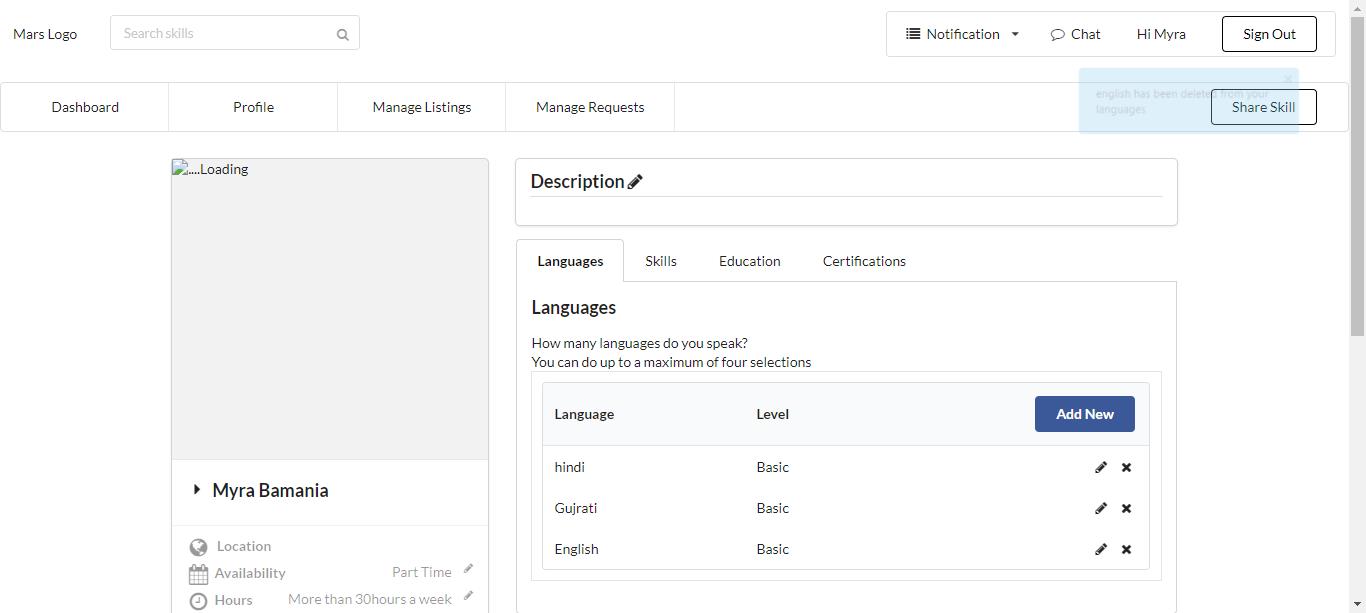 Mars Logo
Search skills
Notification
Chat
Hi Myra
Sign Out
Dashboard
Profile
Manage Listings
Manage Requests
english has been deleted from your
languages
Share Skill
....Loading
Description
Languages
Skills
Education
Certifications
Languages
How many languages do you speak?
You can do up to a maximum of four selections
Language Level Add New
hindi Basic
Gujrati Basic
English Basic
Myra Bamania
Location
Availability Part Time
Hours More than 30hours a week